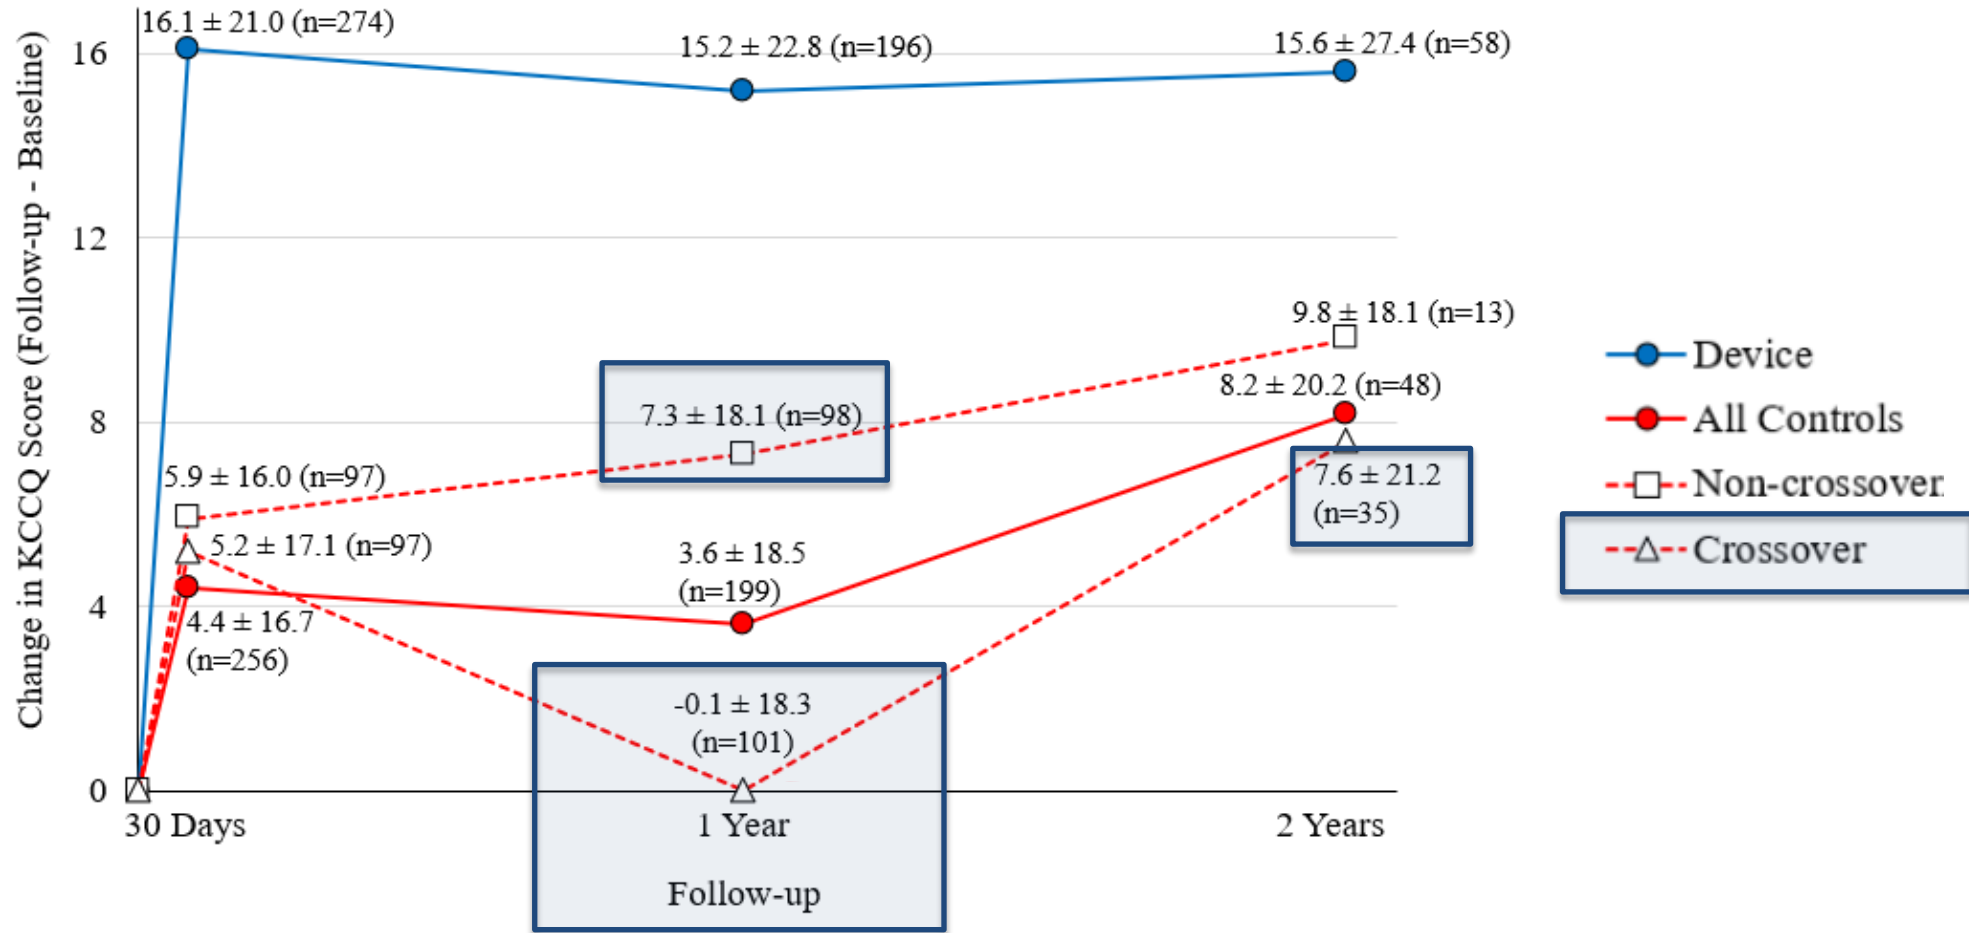 Change in KCCQ Score (Follow-up - Baseline)
16
12
8
4
0
16.1 ± 21.0 (n=274)
15.2 ± 22.8 (n=196)
15.6 ± 27.4 (n=58)
9.8 ± 18.1 (n=13)
8.2 ± 20.2 (n=48)
7.3 ± 18.1 (n=98)
7.6 ± 21.2
(n=35)
5.9 ± 16.0 (n=97)
5.2 ± 17.1 (n=97)
3.6 ± 18.5
(n=199)
4.4 ± 16.7
(n=256)
-0.1 ± 18.3
(n=101)
30 Days
1 Year
2 Years
Follow-up
Device
All Controls
Non-crossover
Crossover